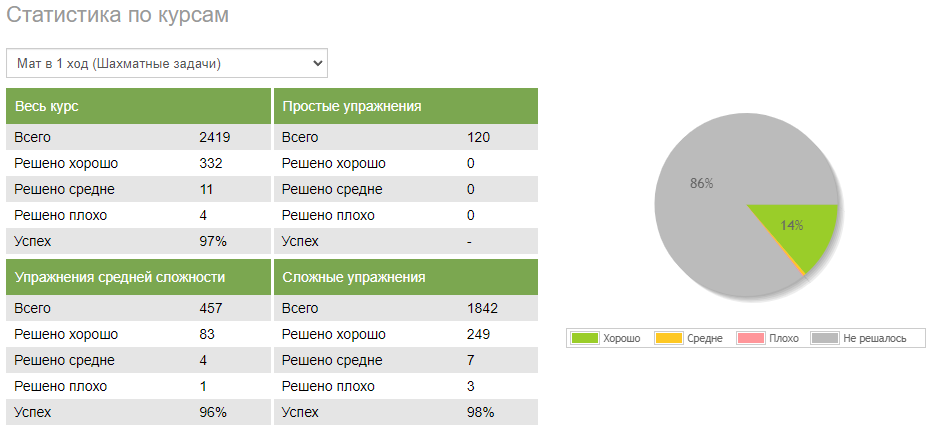 Статистика по курсам
Мат в 1 ход (Шахматные задачи)
Весь курс
Всего 2419
Решено хорошо 332
Решено средне 11
Решено плохо 4
Успех 97%
Простые упражнения
Всего 120
Решено хорошо 0
Решено средне 0
Решено плохо 0
Успех -
Упражнения средней сложности
Всего 457
Решено хорошо 83
Решено средне 4
Решено плохо 1
Успех 96%
Сложные упражнения
Всего 1842
Решено хорошо 249
Решено средне 7
Решено плохо 3
Успех 98%
86%
14%
Хорошо Средне Плохо Не решалось